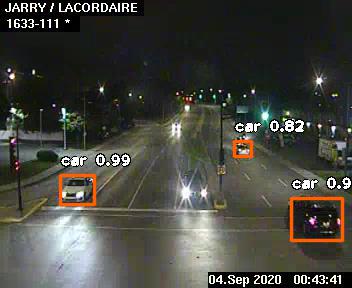 JARRY / LACORDAIRE
1633-111 *
car 0.82
car 0.99
car 0.9
04.Sep 2020 00:43:41